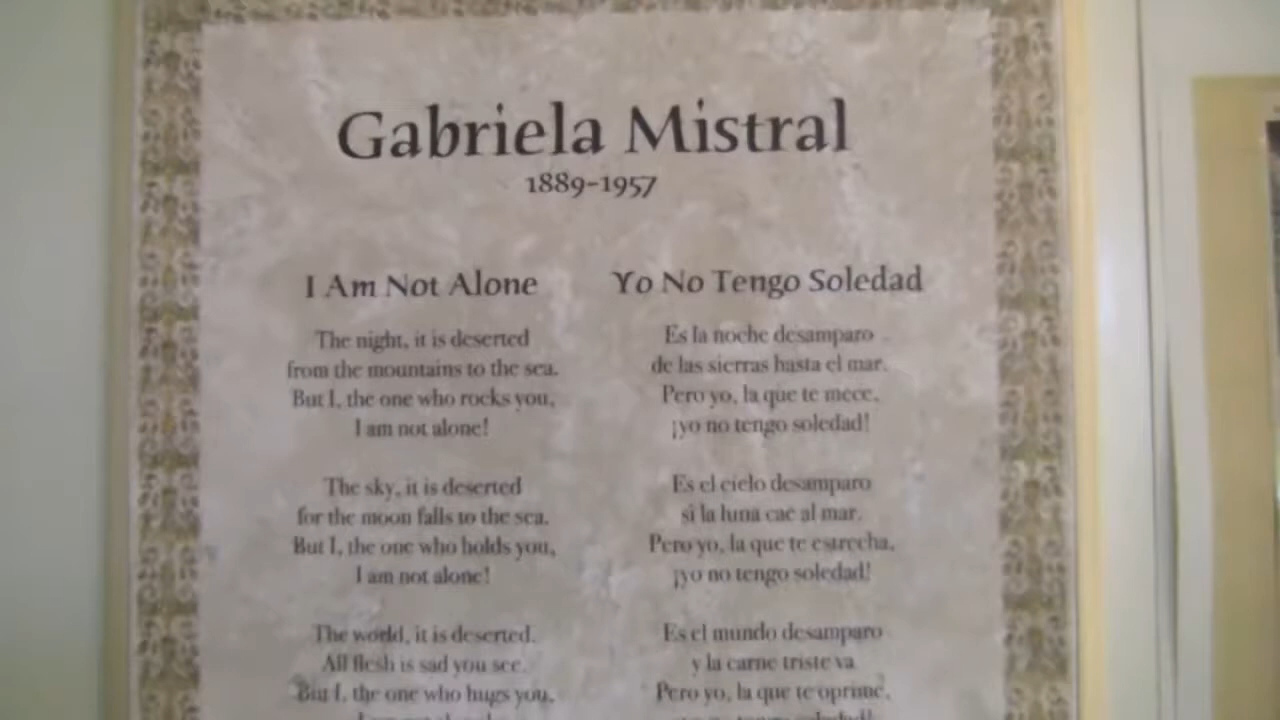 Gabriela Mistral
1889-1957
I Am Not Alone
The night, it is deserted
from the mountains to the sea.
But I, the one who rocks you,
I am not alone!
The sky, it is deserted
for the moon falls to the sea.
But I, the one who holds you,
I am not alone!
The world, it is deserted.
All flesh is sad you see.
But I, the one who hugs you,
Yo No Tengo Soledad
Es la noche desamparo
de las sierras hasta el mar.
Pero yo, la que te mece,
¡yo no tengo soledad!
Es el cielo desamparo
si la luna cae al mar.
Pero yo, la que te estrecha,
¡yo no tengo soledad!
Es el mundo desamparo
y la carne triste va
Pero yo, la que te oprime,